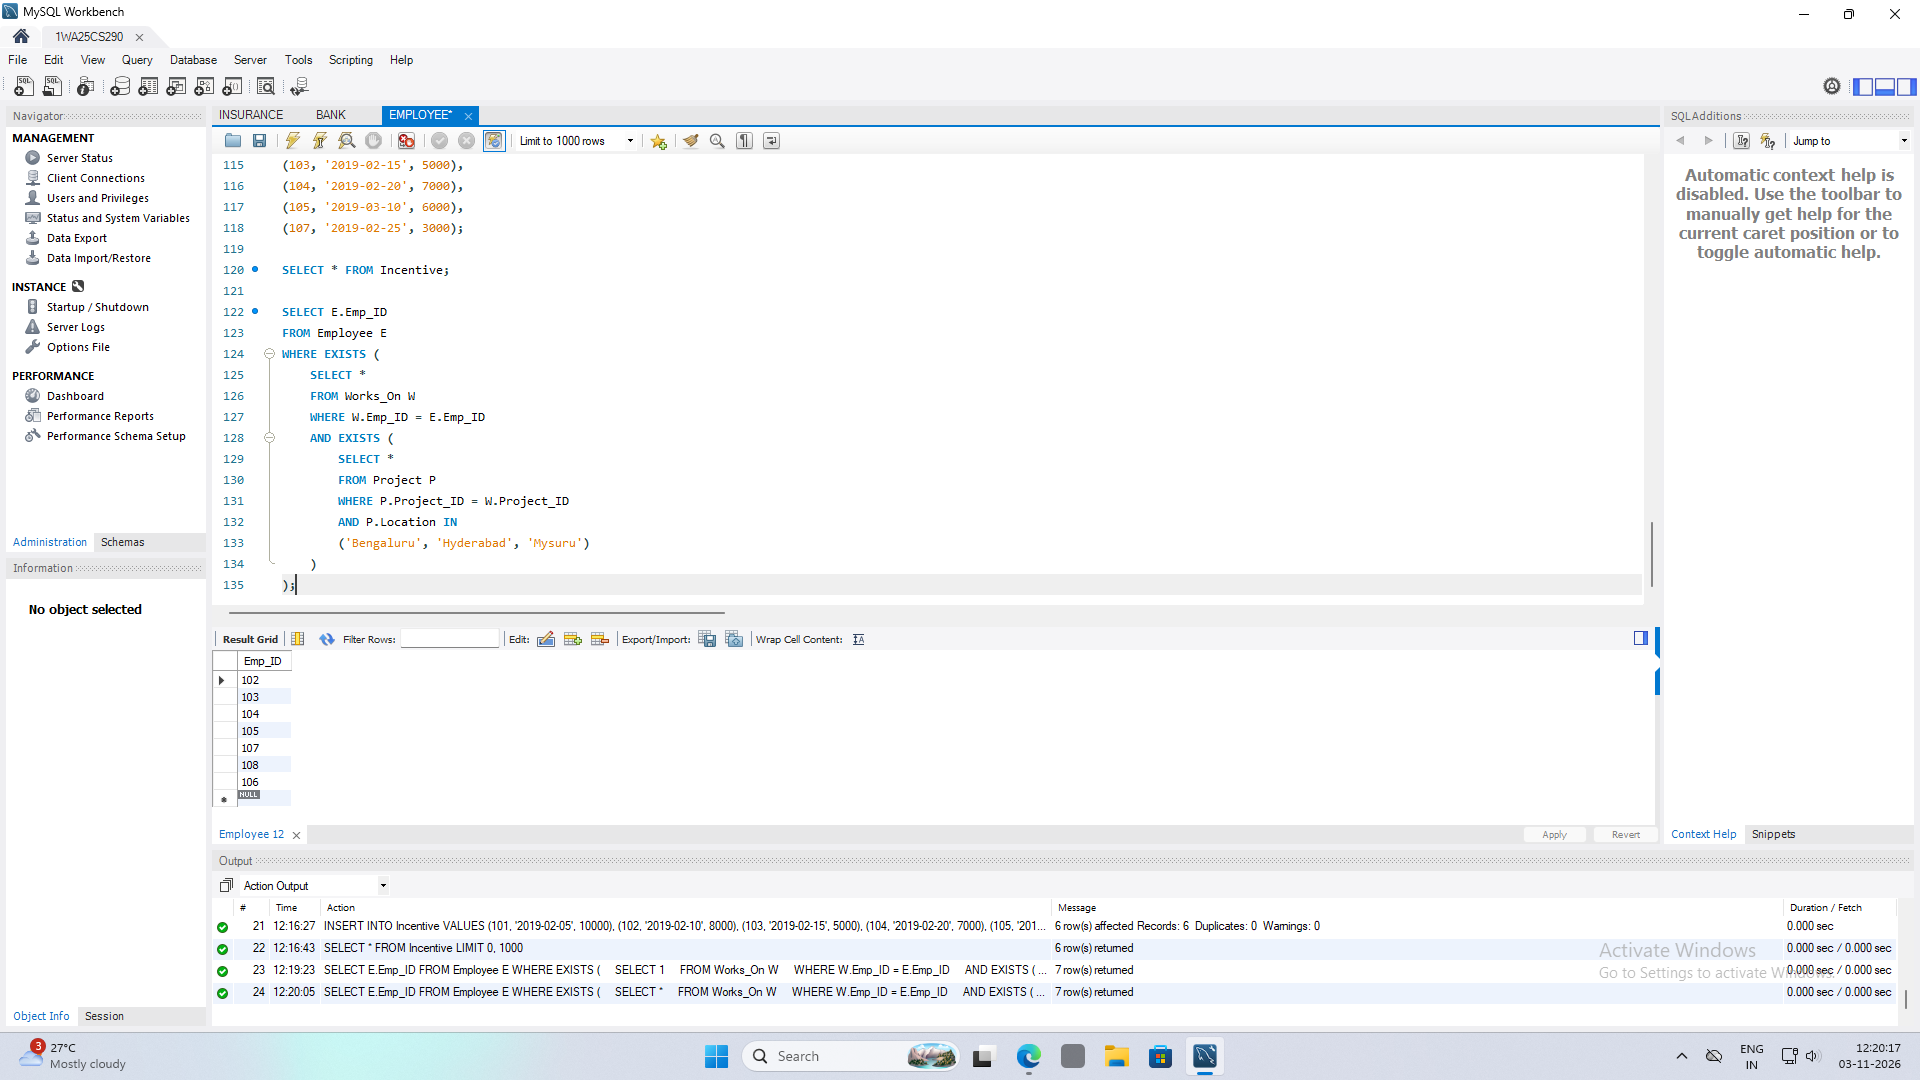 MySQL Workbench
1WA25CS290
File Edit View Query Database Server Tools Scripting Help
Navigator
MANAGEMENT
Server Status
Client Connections
Users and Privileges
Status and System Variables
Data Export
Data Import/Restore
INSTANCE
Startup / Shutdown
Server Logs
Options File
PERFORMANCE
Dashboard
Performance Reports
Performance Schema Setup
Administration Schemas
Information
No object selected
Object Info Session
INSURANCE BANK EMPLOYEE*
Limit to 1000 rows
115 (103, '2019-02-15', 5000),
116 (104, '2019-02-20', 7000),
117 (105, '2019-03-10', 6000),
118 (107, '2019-02-25', 3000);
119
120 SELECT * FROM Incentive;
121
122 SELECT E.Emp_ID
123 FROM Employee E
124 WHERE EXISTS (
125 SELECT *
126 FROM Works_On W
127 WHERE W.Emp_ID = E.Emp_ID
128 AND EXISTS (
129 SELECT *
130 FROM Project P
131 WHERE P.Project_ID = W.Project_ID
132 AND P.Location IN
133 ('Bengaluru', 'Hyderabad', 'Mysuru')
134 )
135 );
Result Grid Filter Rows: Edit: Export/Import: Wrap Cell Content:
Emp_ID
102
103
104
105
107
108
106
NULL
Employee 12 Apply Revert
SQLAdditions
Jump to
Automatic context help is
disabled. Use the toolbar to
manually get help for the
current caret position or to
toggle automatic help.
Context Help Snippets
Output
Action Output
# Time Action Message Duration / Fetch
21 12:16:27 INSERT INTO Incentive VALUES (101, '2019-02-05', 10000), (102, '2019-02-10', 8000), (103, '2019-02-15', 5000), (104, '2019-02-20', 7000), (105, '201... 6 row(s) affected Records: 6 Duplicates: 0 Warnings: 0 0.000 sec
22 12:16:43 SELECT * FROM Incentive LIMIT 0, 1000 6 row(s) returned 0.000 sec / 0.000 sec
23 12:19:23 SELECT E.Emp_ID FROM Employee E WHERE EXISTS ( SELECT 1 FROM Works_On W WHERE W.Emp_ID = E.Emp_ID AND EXISTS ( ... 7 row(s) returned 0.000 sec / 0.000 sec
24 12:20:05 SELECT E.Emp_ID FROM Employee E WHERE EXISTS ( SELECT * FROM Works_On W WHERE W.Emp_ID = E.Emp_ID AND EXISTS ( ... 7 row(s) returned 0.000 sec / 0.000 sec
Activate Windows
Go to Settings to activate Windows.
3
27°C
Mostly cloudy
Search
ENG
IN
12:20:17
03-11-2026